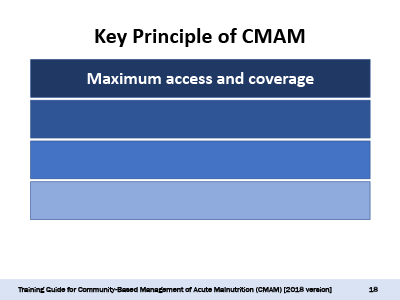 Key Principle of CMAM
Maximum access and coverage
Training Guide for Community-Based Management of Acute Malnutrition (CMAM) [2018 version] 18